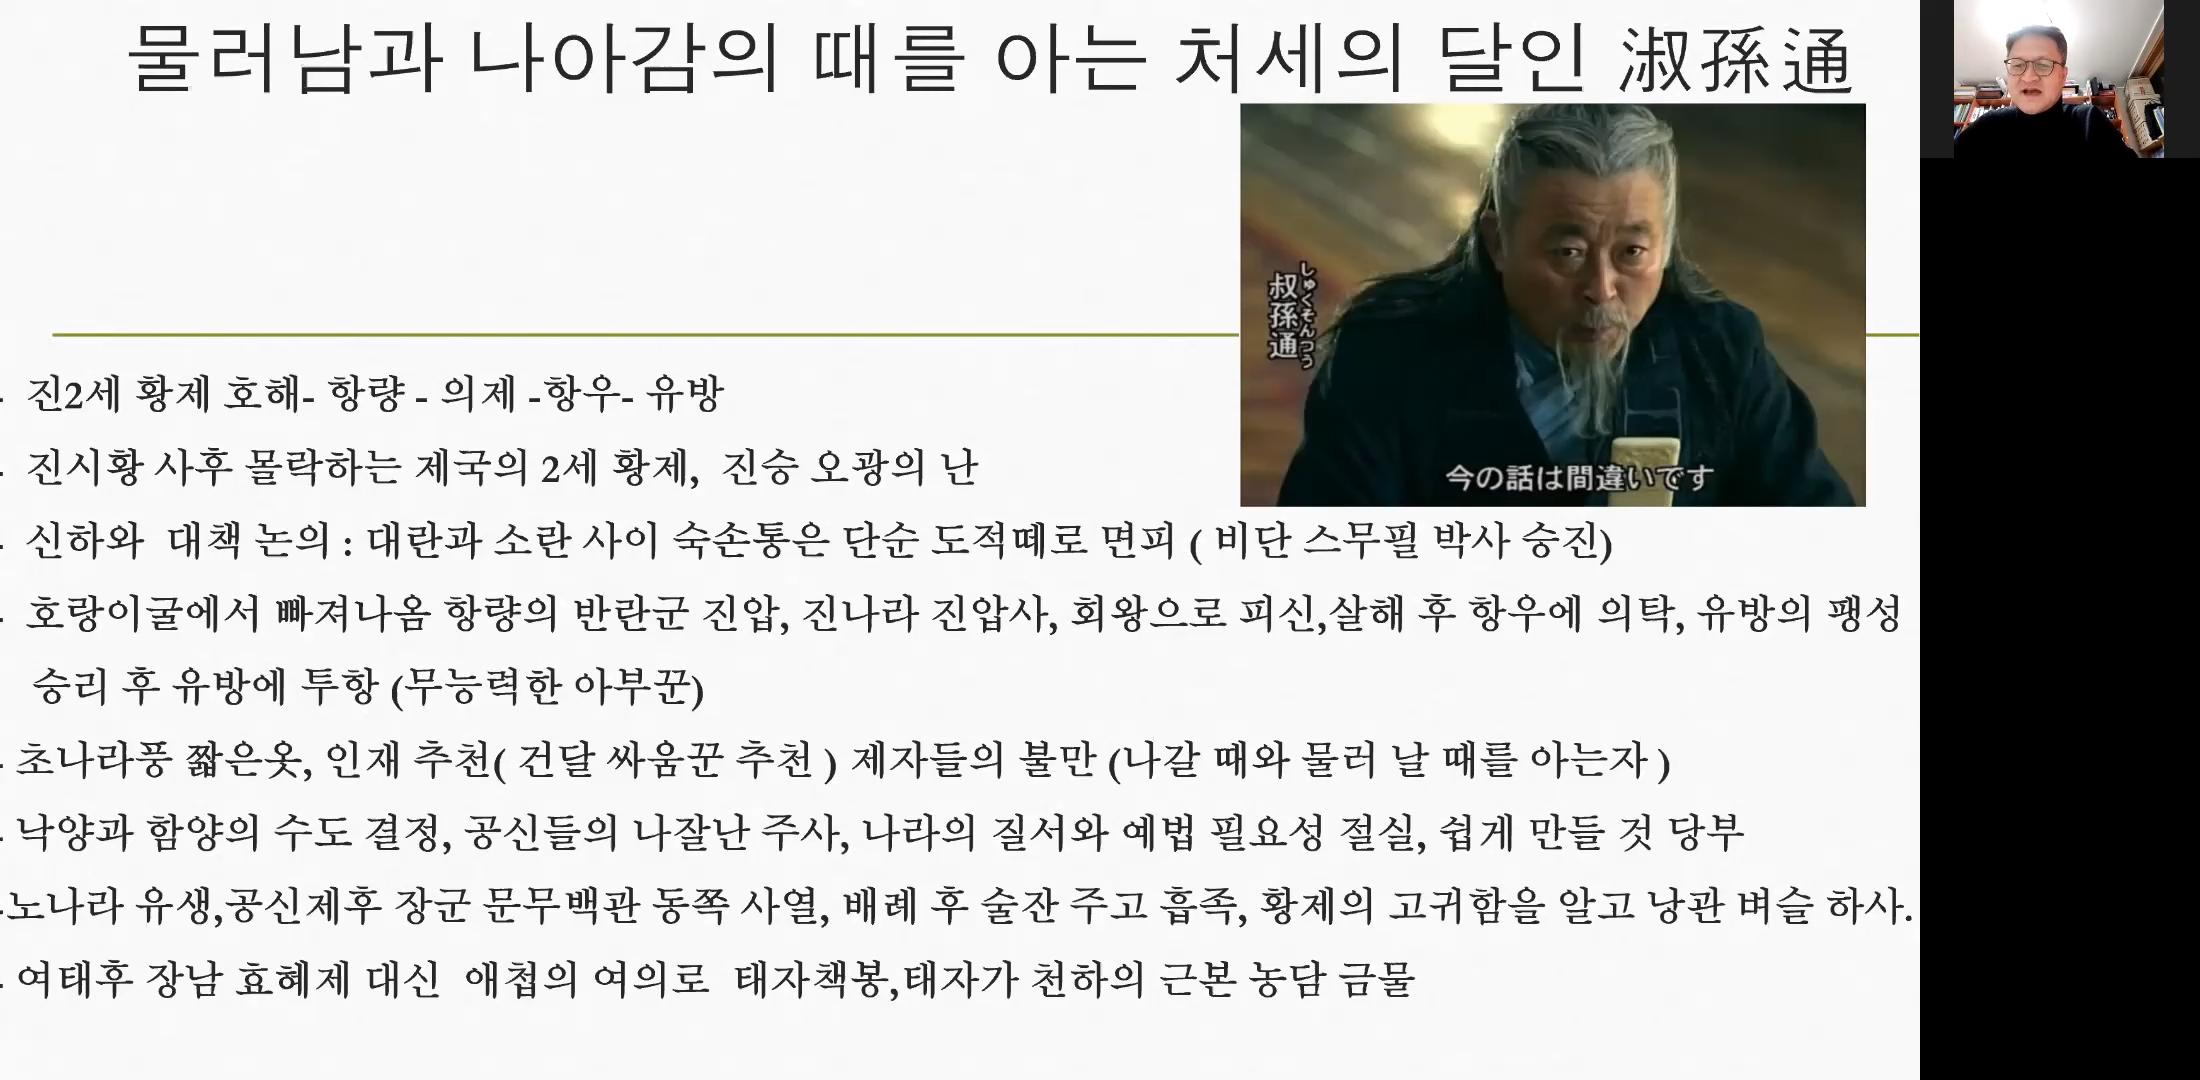 물러남과 나아감의 때를 아는 처세의 달인 淑孫通
しゅくそんつう
叔孫通
今の話は間違いです
- 진2세 황제 호해- 항량 - 의제 -항우- 유방
- 진시황 사후 몰락하는 제국의 2세 황제, 진승 오광의 난
- 신하와 대책 논의 : 대란과 소란 사이 숙손통은 단순 도적떼로 면피 ( 비단 스무필 박사 승진)
- 호랑이굴에서 빠져나옴 항량의 반란군 진압, 진나라 진압사, 회왕으로 피신,살해 후 항우에 의탁, 유방의 팽성
승리 후 유방에 투항 (무능력한 아부꾼)
- 초나라풍 짧은옷, 인재 추천( 건달 싸움꾼 추천 ) 제자들의 불만 (나갈 때와 물러 날 때를 아는자 )
- 낙양과 함양의 수도 결정, 공신들의 나잘난 주사, 나라의 질서와 예법 필요성 절실, 쉽게 만들 것 당부
-노나라 유생,공신제후 장군 문무백관 동쪽 사열, 배례 후 술잔 주고 흡족, 황제의 고귀함을 알고 낭관 벼슬 하사.
- 여태후 장남 효혜제 대신 애첩의 여의로 태자책봉,태자가 천하의 근본 농담 금물